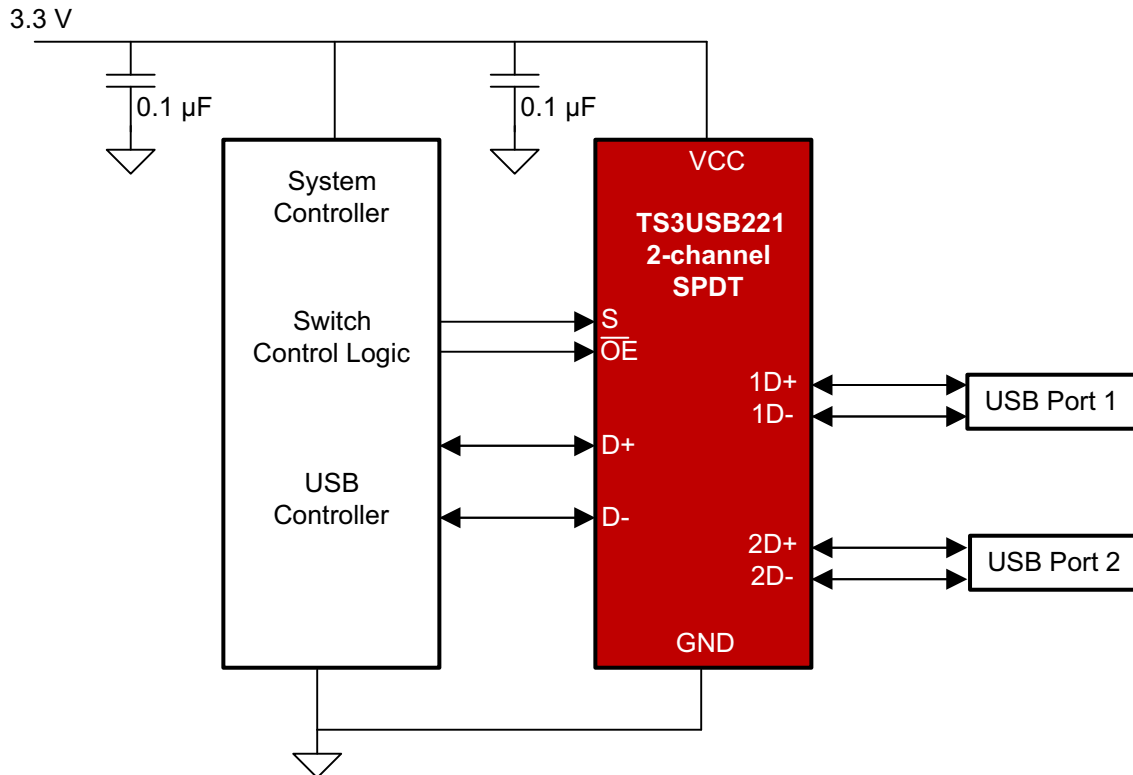 3.3 V
0.1 µF
0.1 µF
System
Controller
Switch
Control Logic
USB
Controller
VCC
TS3USB221
2-channel
SPDT
S
O̅E̅
D+
D-
1D+
1D-
2D+
2D-
GND
USB Port 1
USB Port 2